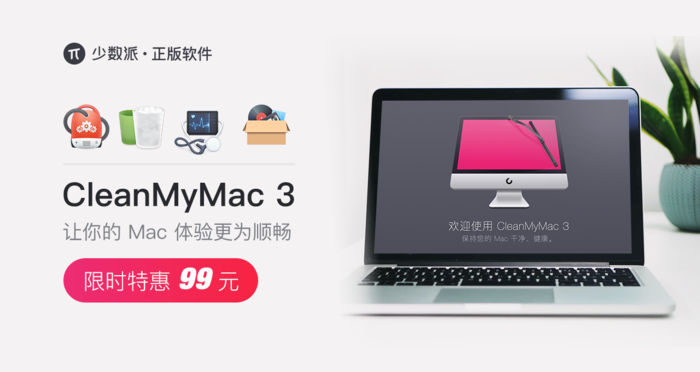 少数派·正版软件
CleanMyMac 3
让你的 Mac 体验更为顺畅
限时特惠 99 元
欢迎使用 CleanMyMac 3
保持您的 Mac 干净、健康。